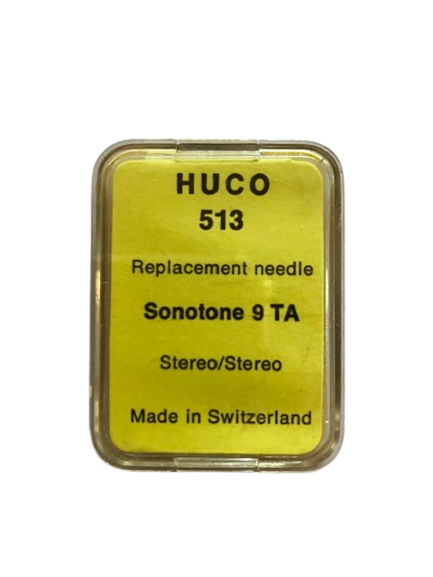 HUCO
513
Replacement needle
Sonotone 9 TA
Stereo/Stereo
Made in Switzerland